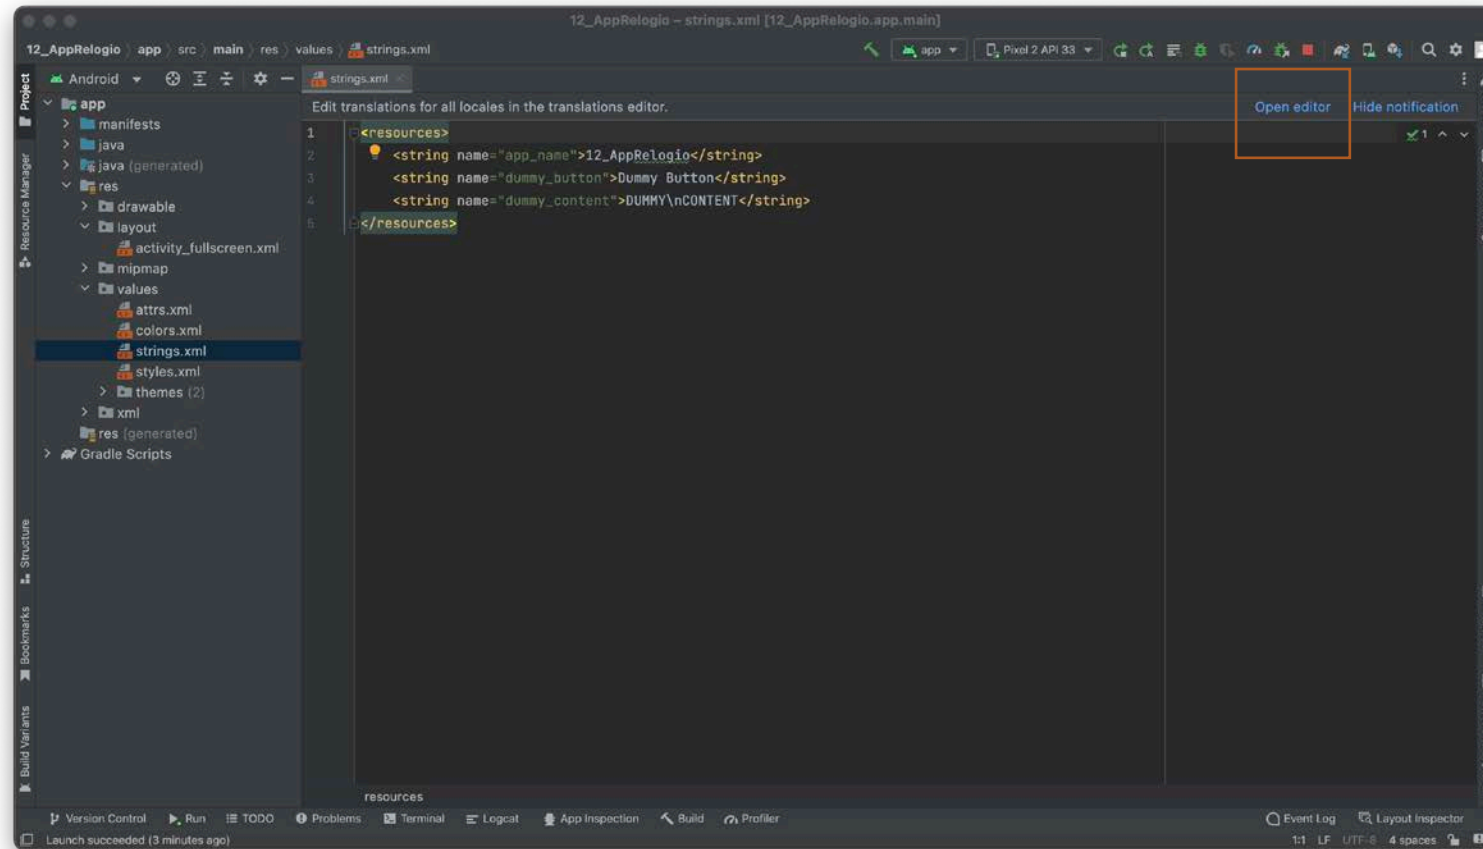 12_AppRelogio – strings.xml [12_AppRelogio.app.main]
12_AppRelogio app src main res values strings.xml
app Pixel 2 API 33
Android
strings.xml
Project
Resource Manager
Structure
Bookmarks
Build Variants
app
manifests
java
java (generated)
res
drawable
layout
activity_fullscreen.xml
mipmap
values
attrs.xml
colors.xml
strings.xml
styles.xml
themes (2)
xml
res (generated)
Gradle Scripts
Edit translations for all locales in the translations editor. Open editor Hide notification
1 <resources> 1
2 <string name="app_name">12_AppRelogio</string>
3 <string name="dummy_button">Dummy Button</string>
4 <string name="dummy_content">DUMMY\nCONTENT</string>
5 </resources>
resources
Version Control Run TODO Problems Terminal Logcat App Inspection Build Profiler Event Log Layout Inspector
Launch succeeded (3 minutes ago) 1:1 LF UTF-8 4 spaces